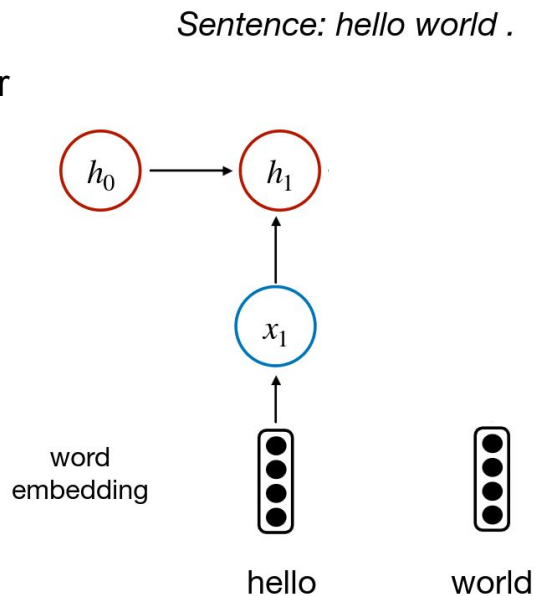 Sentence: hello world .
r
h₀
h₁
x₁
word
embedding
hello world